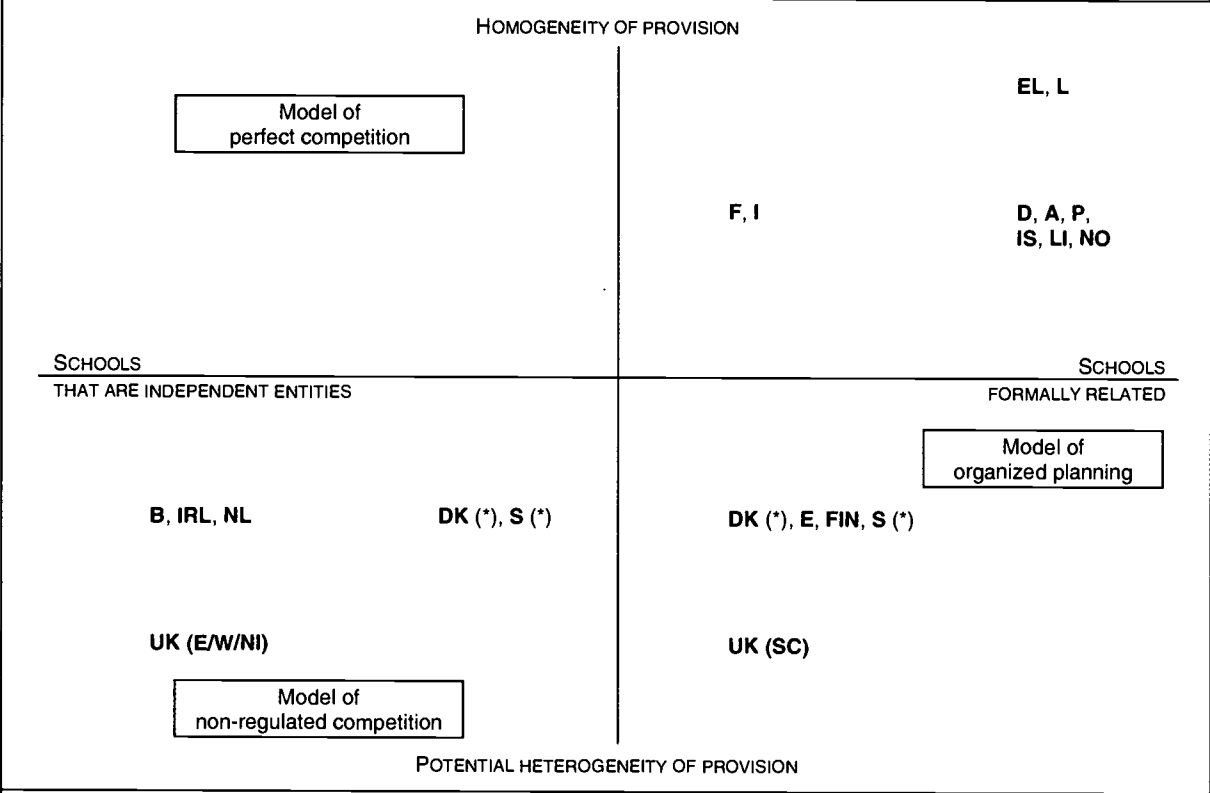 HOMOGENEITY OF PROVISION
EL, L
Model of
perfect competition
F, I
D, A, P,
IS, LI, NO
SCHOOLS
THAT ARE INDEPENDENT ENTITIES
SCHOOLS
FORMALLY RELATED
Model of
organized planning
B, IRL, NL
DK (*), S (*)
DK (*), E, FIN, S (*)
UK (E/W/NI)
UK (SC)
Model of
non-regulated competition
POTENTIAL HETEROGENEITY OF PROVISION